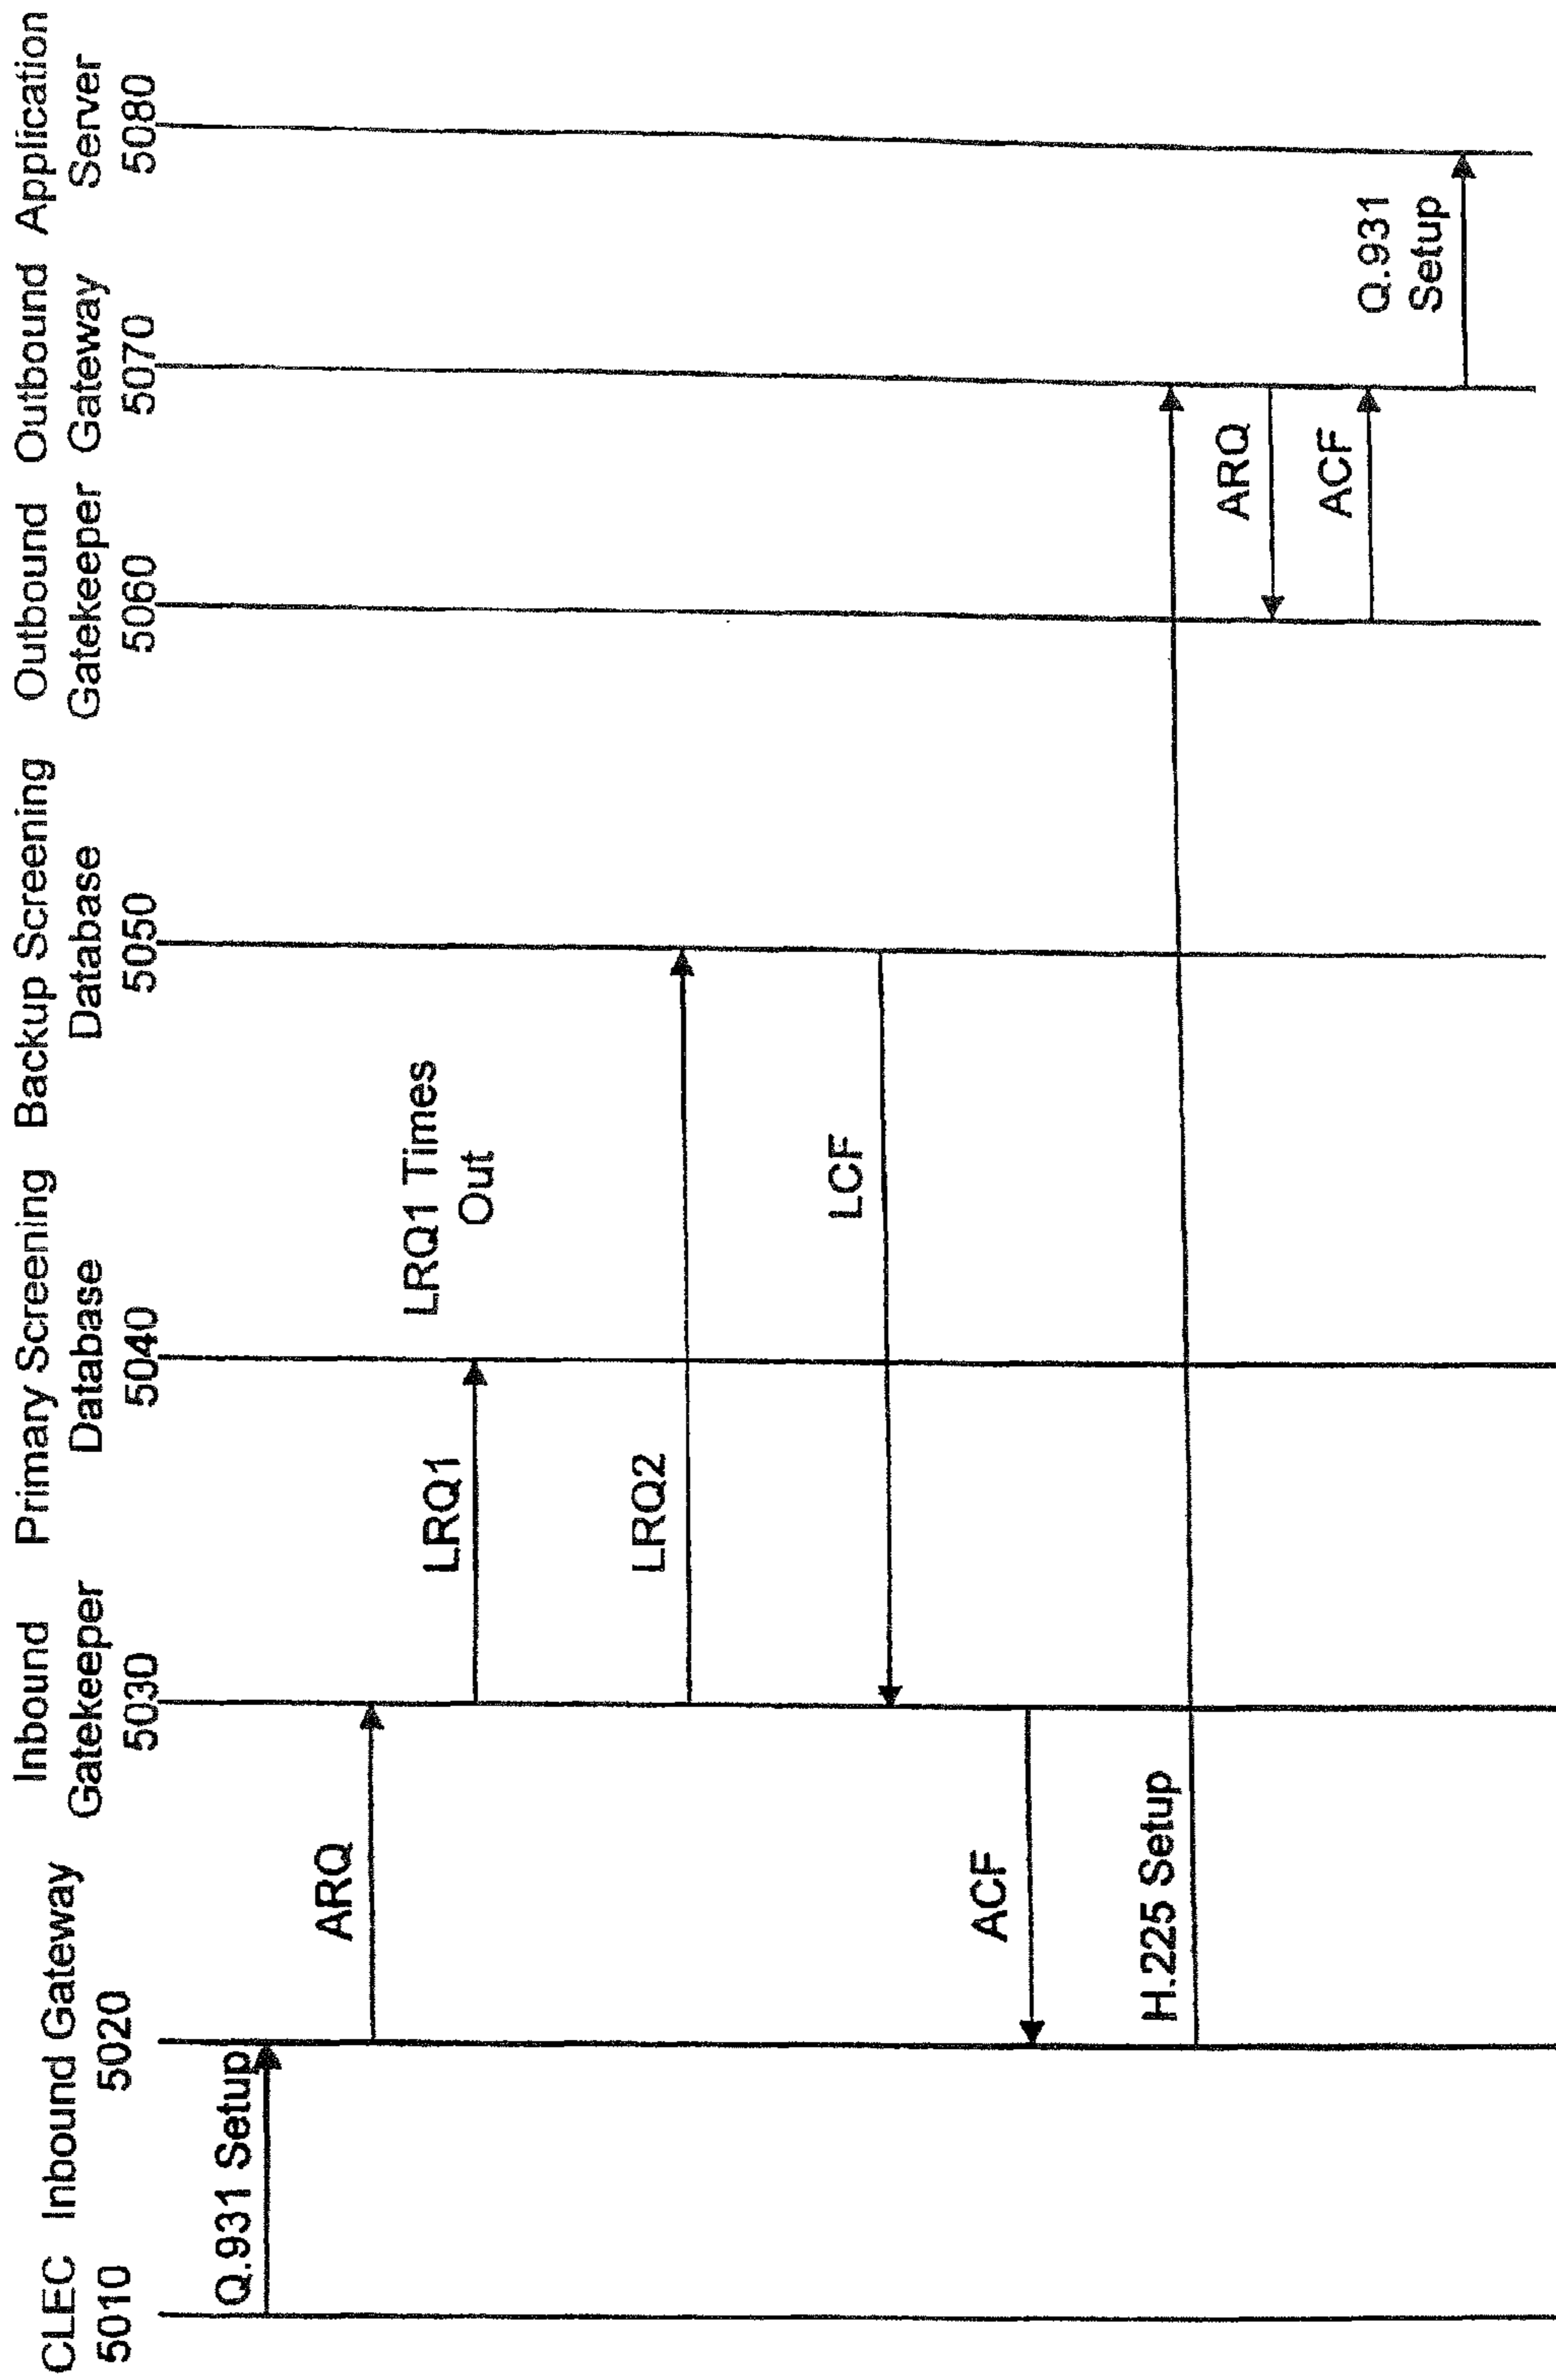 CLEC
5010
Inbound Gateway
5020
Inbound
Gatekeeper
5030
Primary Screening
Database
5040
Backup Screening
Database
5050
Outbound
Gatekeeper
5060
Outbound
Gateway
5070
Application
Server
5080
Q.931 Setup
ARQ
LRQ1
LRQ1 Times
Out
LRQ2
LCF
ACF
H.225 Setup
ARQ
ACF
Q.931
Setup